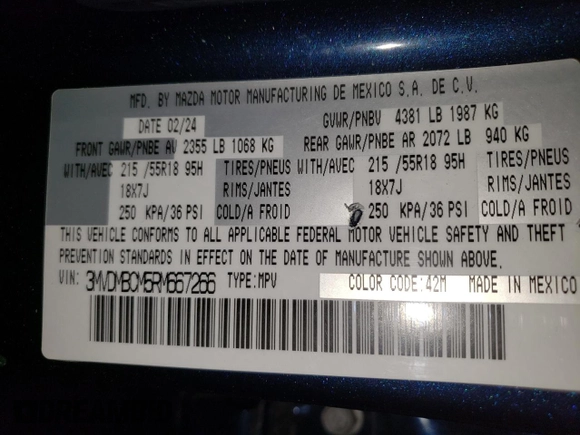 MFD. BY MAZDA MOTOR MANUFACTURING DE MEXICO S.A. DE C.V.
DATE 02/24 GVWR/PNBV 4381 LB 1987 KG
FRONT GAWR/PNBE AV 2355 LB 1068 KG REAR GAWR/PNBE AR 2072 LB 940 KG
WITH/AVEC 215 /55R18 95H TIRES/PNEUS WITH/AVEC 215 /55R18 95H TIRES/PNEUS
18X7J RIMS/JANTES 18X7J RIMS/JANTES
250 KPA/36 PSI COLD/A FROID 250 KPA/36 PSI COLD/A FROID
THIS VEHICLE CONFORMS TO ALL APPLICABLE FEDERAL MOTOR VEHICLE SAFETY AND THEFT
PREVENTION STANDARDS IN EFFECT ON THE DATE OF MANUFACTURE SHOWN ABOVE.
VIN: 3MVDMBCM5RM667266 TYPE:MPV COLOR CODE:42M MADE IN MEXICO